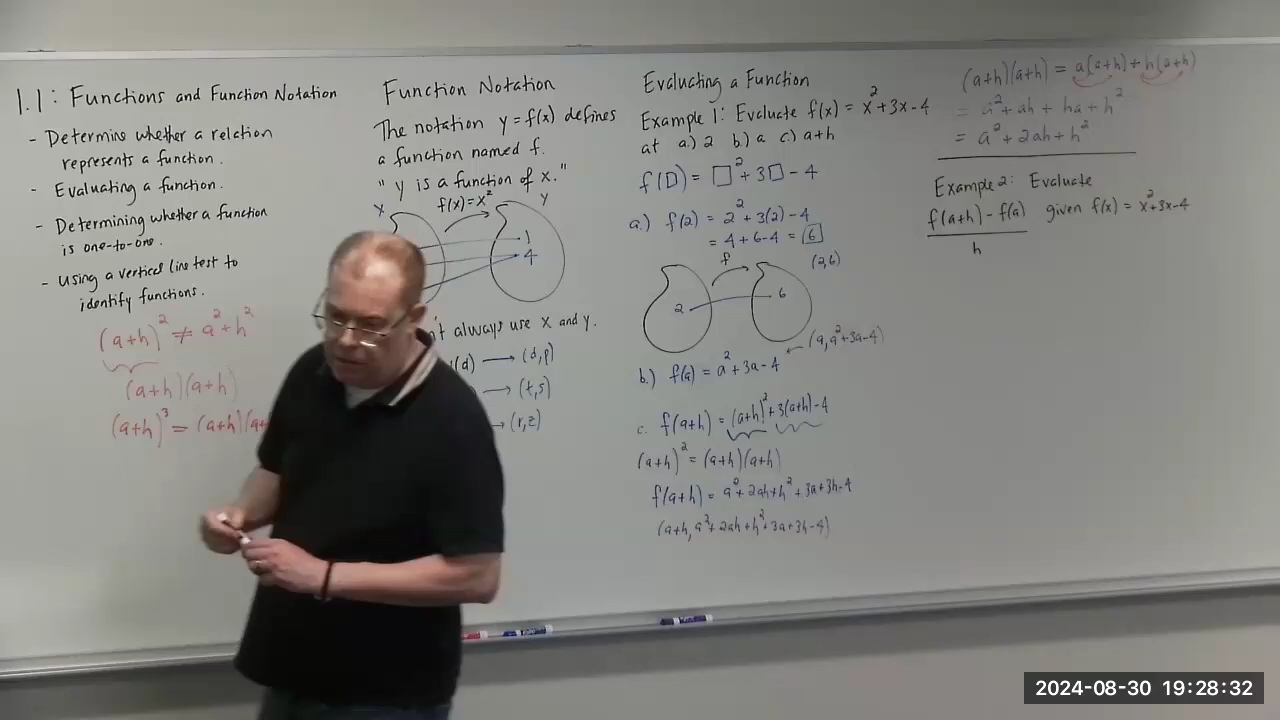 1.1: Functions and Function Notation
- Determine whether a relation
represents a function.
- Evaluating a function.
- Determining whether a function
is one-to-one.
- Using a vertical line test to
identify functions.
(a+h)² ≠ a²+h²
(a+h)(a+h)
(a+h)³ = (a+h)(a+
Function Notation
The notation y=f(x) defines
a function named f.
"y is a function of x."
f(x)=x²
x
y
1
4
't always use x and y.
(d) → (d,p)
→ (t,s)
→ (r,z)
Evaluating a Function
Example 1: Evaluate f(x) = x²+3x-4
at a.) 2 b.) a c.) a+h
f(□) = □²+3□-4
a.) f(2) = 2²+3(2)-4
= 4+6-4 = 6
(2,6)
f
2
6
(a, a²+3a-4)
b.) f(a) = a²+3a-4
c. f(a+h) = (a+h)²+3(a+h)-4
(a+h)² = (a+h)(a+h)
f(a+h) = a²+2ah+h²+3a+3h-4
(a+h, a²+2ah+h²+3a+3h-4)
(a+h)(a+h) = a(a+h)+h(a+h)
= a²+ah+ha+h²
= a²+2ah+h²
Example 2: Evaluate
f(a+h)-f(a) given f(x) = x²+3x-4
h
2024-08-30 19:28:32